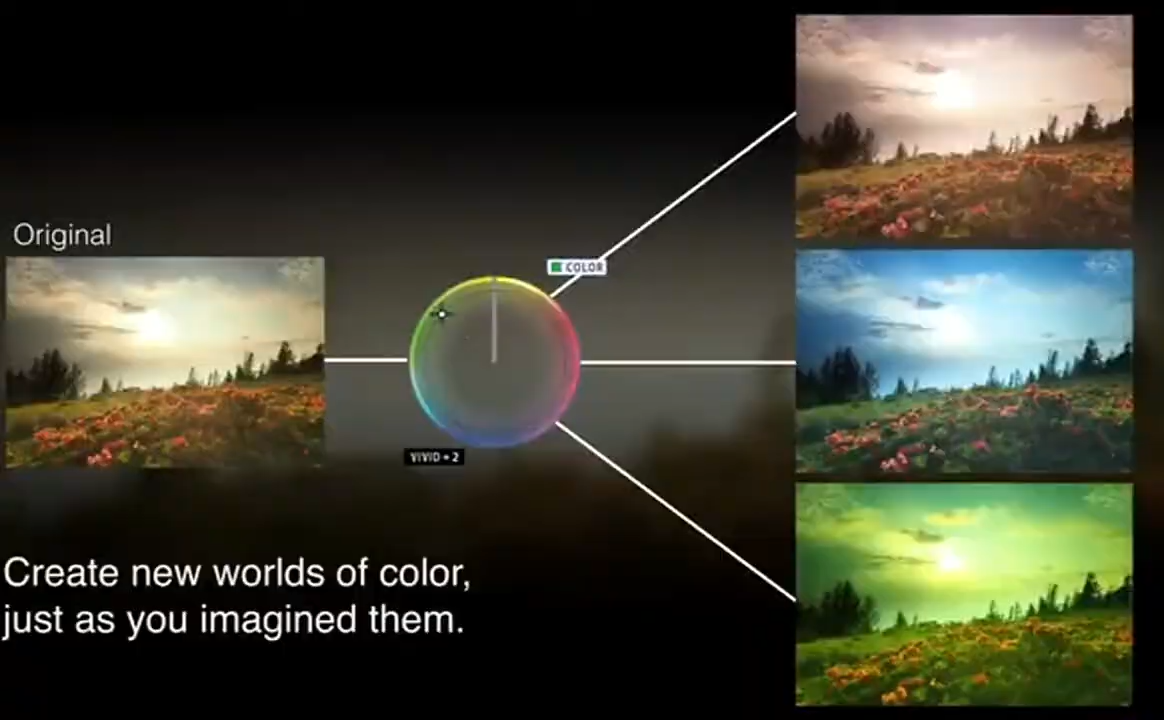 Original
COLOR
VIVID + 2
Create new worlds of color,
just as you imagined them.